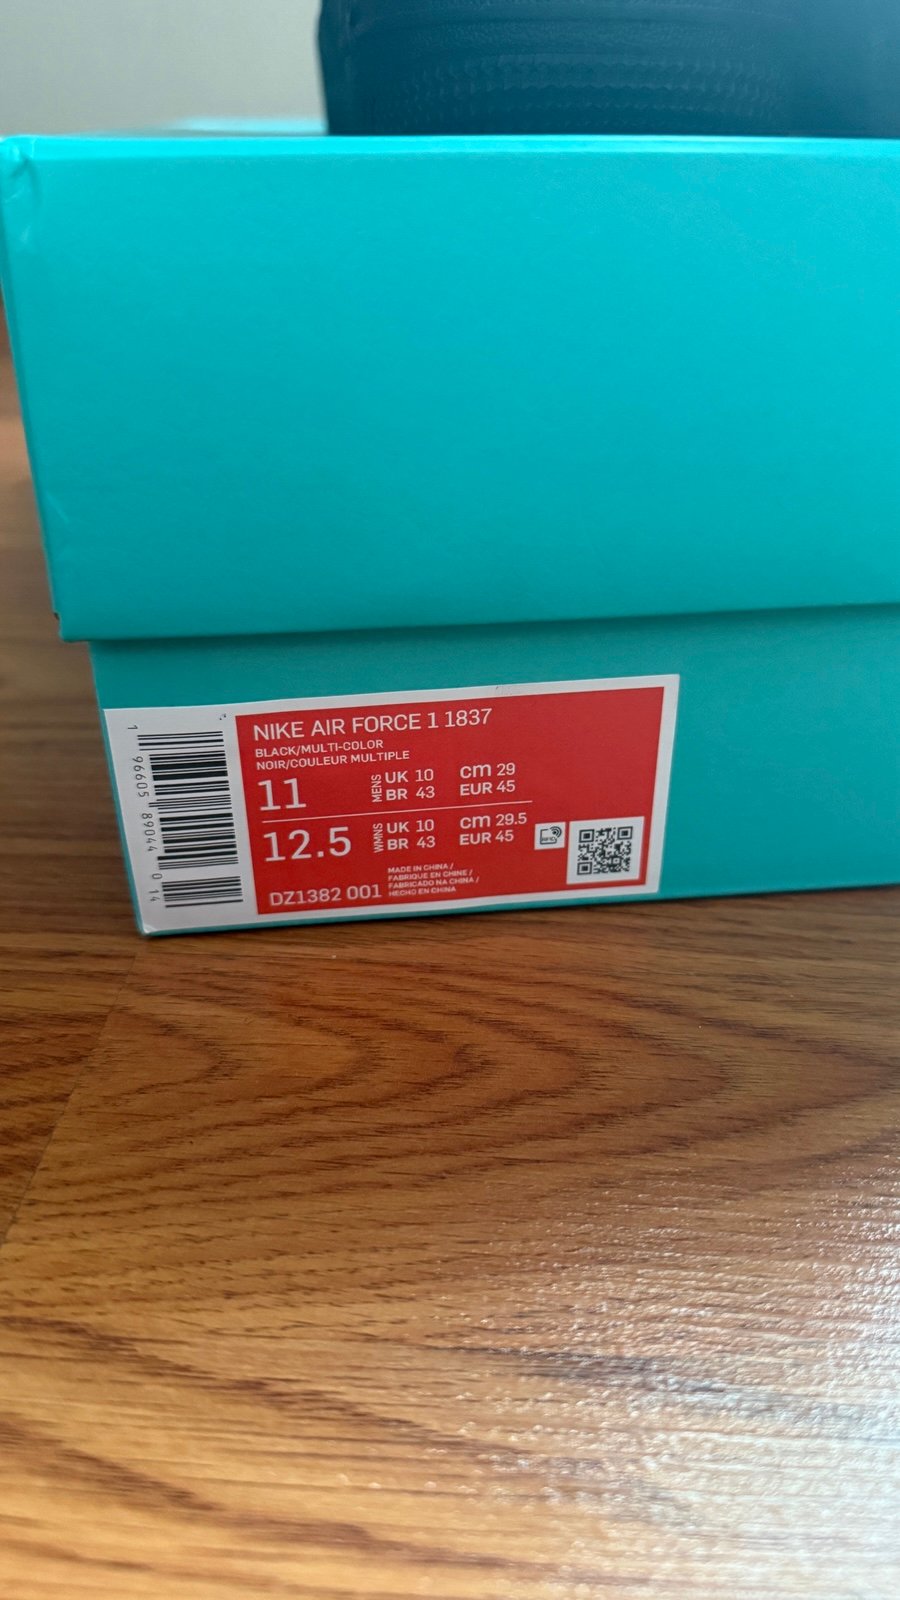 NIKE AIR FORCE 1 1837
BLACK/MULTI-COLOR
NOIR/COULEUR MULTIPLE
11 MENS UK 10 cm 29
BR 43 EUR 45
12.5 WMNS UK 10 cm 29.5
BR 43 EUR 45
DZ1382 001
MADE IN CHINA /
FABRIQUE EN CHINE /
FABRICADO NA CHINA /
HECHO EN CHINA
1 96605 89044 0 14